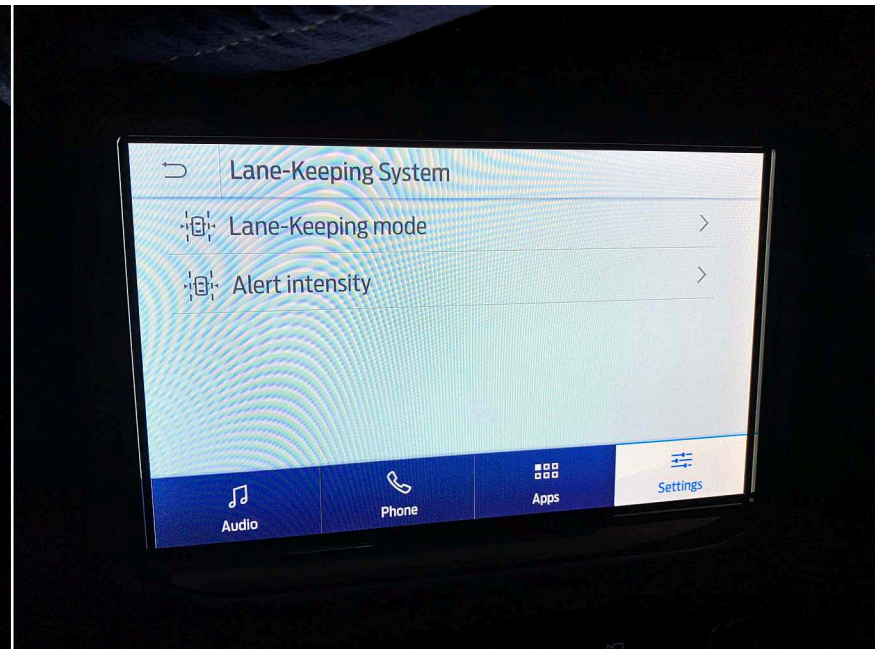 Lane-Keeping System
Lane-Keeping mode
Alert intensity
Audio
Phone
Apps
Settings